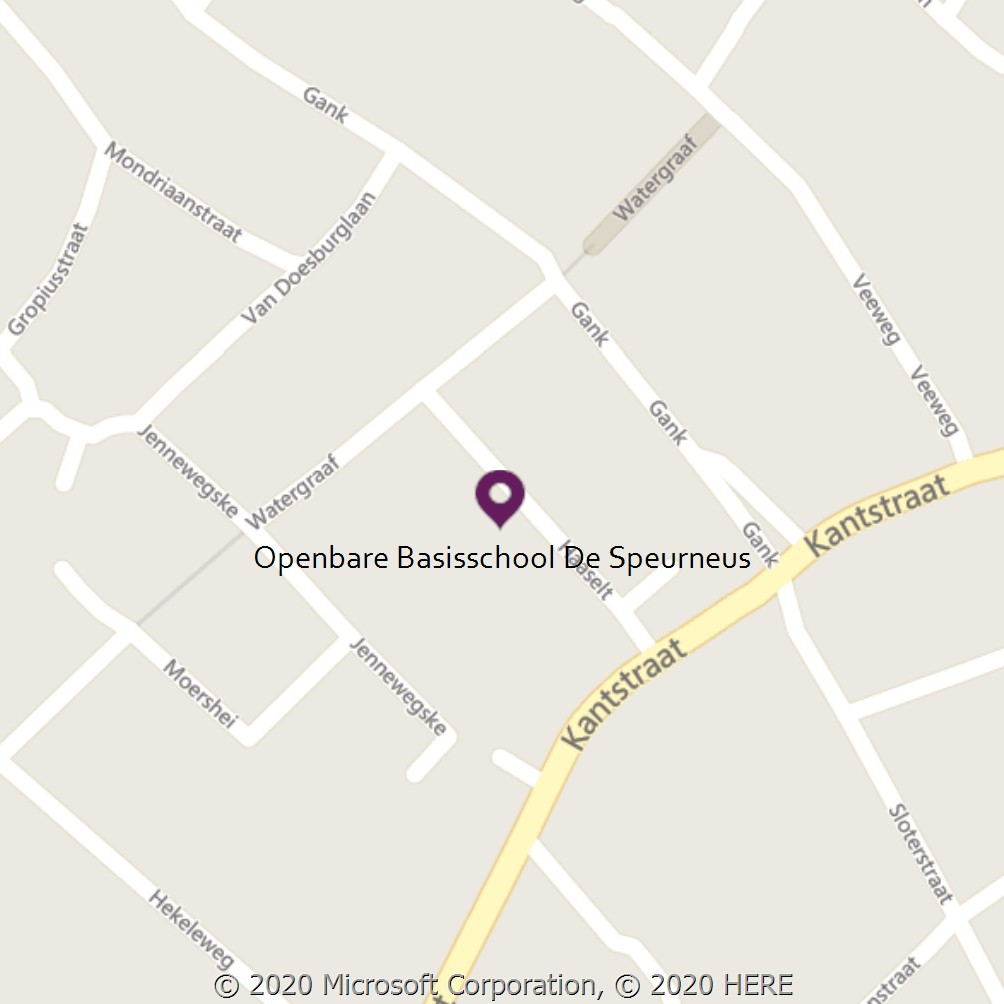 Gank
Mondriaanstraat
Watergraaf
Van Doesburglaan
Gropiusstraat
Gank
Veeweg
Veeweg
Gank
Jennewegske
Watergraaf
Kantstraat
Gank
Openbare Basisschool De Speurneus
Kaaselt
Jennewegske
Kantstraat
Moershei
Sloterstraat
Hekeleweg
© 2020 Microsoft Corporation, © 2020 HERE